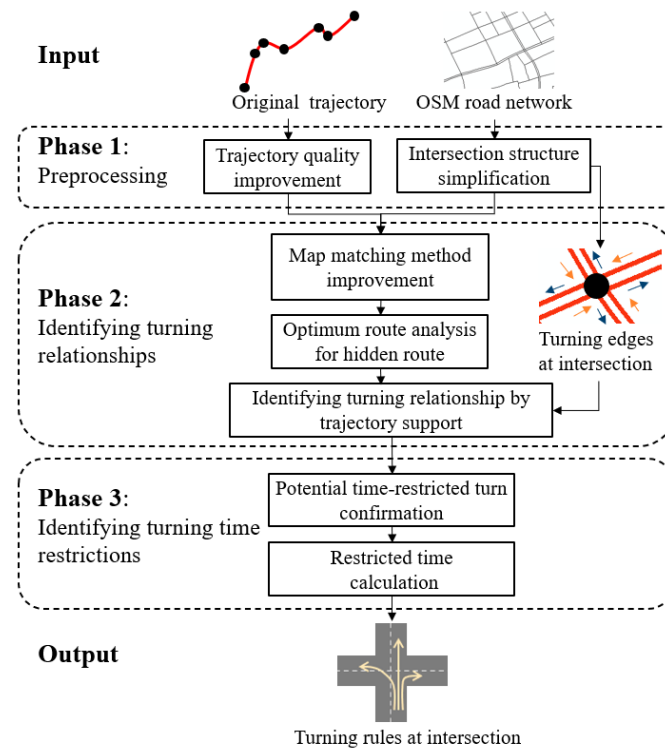 Input
Original trajectory
OSM road network
Phase 1:
Preprocessing
Trajectory quality
improvement
Intersection structure
simplification
Phase 2:
Identifying turning
relationships
Map matching method
improvement
Optimum route analysis
for hidden route
Identifying turning relationship by
trajectory support
Turning edges
at intersection
Phase 3:
Identifying turning time
restrictions
Potential time-restricted turn
confirmation
Restricted time
calculation
Output
Turning rules at intersection